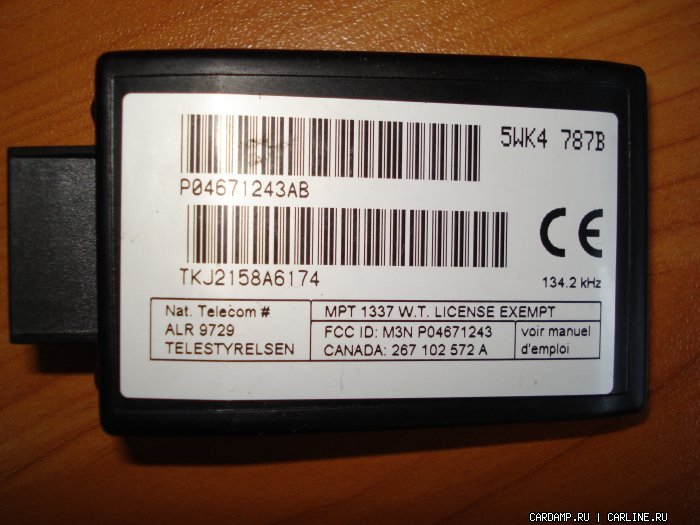 5WK4 787B
P04671243AB
TKJ2158A6174
CE
134.2 kHz
Nat. Telecom #
ALR 9729
TELESTYRELSEN
MPT 1337 W.T. LICENSE EXEMPT
FCC ID: M3N P04671243
CANADA: 267 102 572 A
voir manuel
d'emploi
CARDAMP.RU | CARLINE.RU